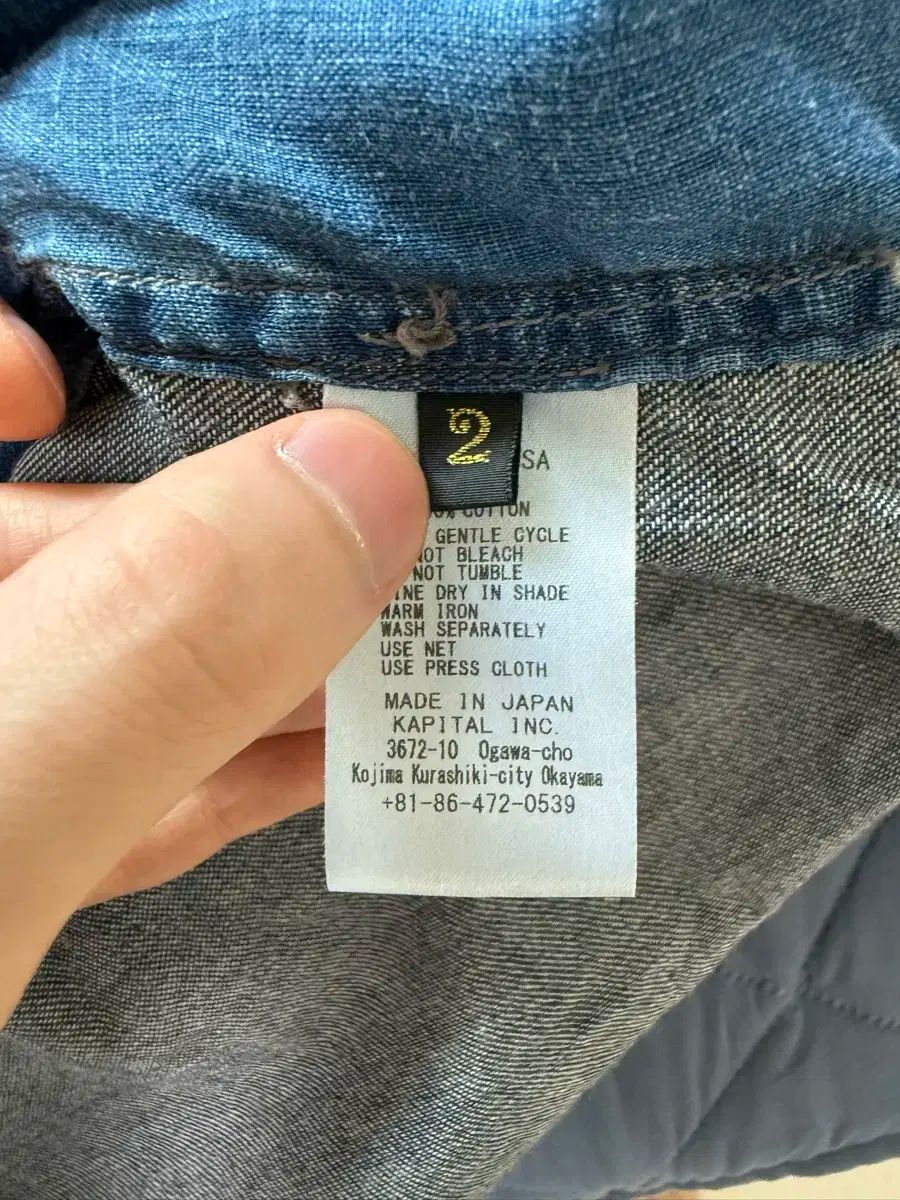 2
SA
COTTON
GENTLE CYCLE
NOT BLEACH
NOT TUMBLE
LINE DRY IN SHADE
WARM IRON
WASH SEPARATELY
USE NET
USE PRESS CLOTH
MADE IN JAPAN
KAPITAL INC.
3672-10 Ogawa-cho
Kojima Kurashiki-city Okayama
+81-86-472-0539